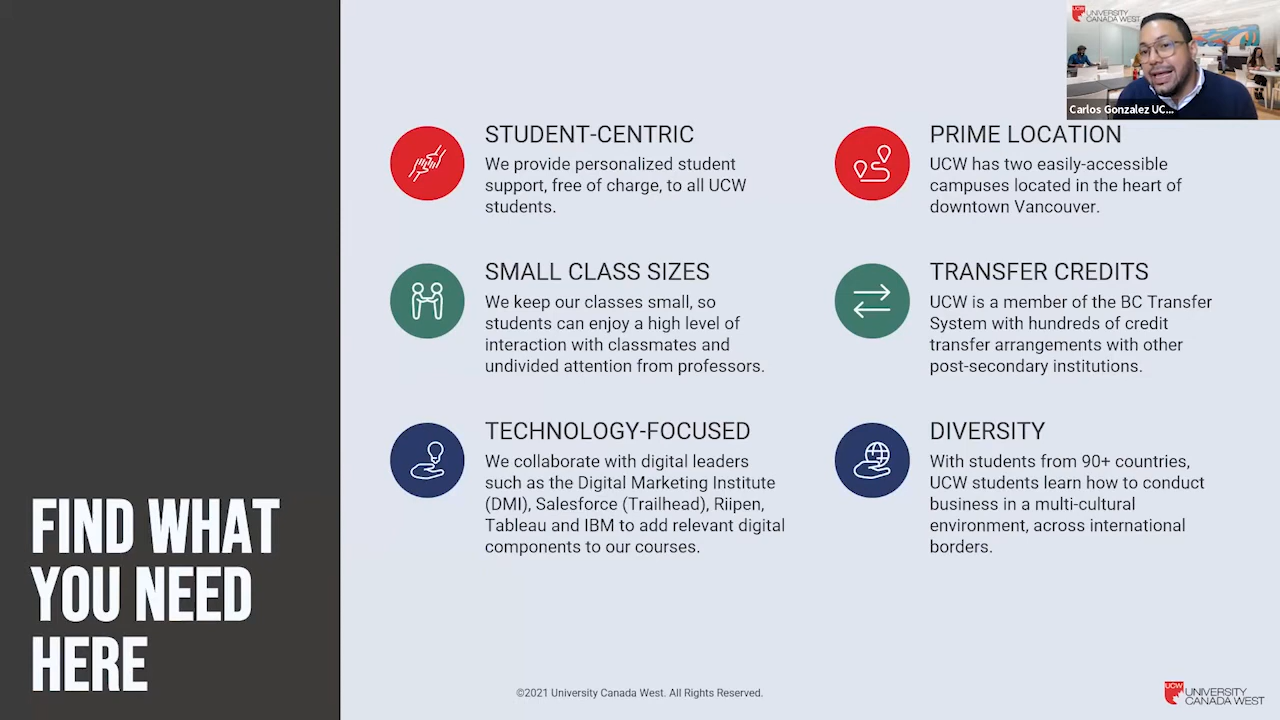 UCW UNIVERSITY
CANADA WEST
Carlos Gonzalez UC...
STUDENT-CENTRIC
We provide personalized student
support, free of charge, to all UCW
students.
PRIME LOCATION
UCW has two easily-accessible
campuses located in the heart of
downtown Vancouver.
SMALL CLASS SIZES
We keep our classes small, so
students can enjoy a high level of
interaction with classmates and
undivided attention from professors.
TRANSFER CREDITS
UCW is a member of the BC Transfer
System with hundreds of credit
transfer arrangements with other
post-secondary institutions.
TECHNOLOGY-FOCUSED
We collaborate with digital leaders
such as the Digital Marketing Institute
(DMI), Salesforce (Trailhead), Riipen,
Tableau and IBM to add relevant digital
components to our courses.
DIVERSITY
With students from 90+ countries,
UCW students learn how to conduct
business in a multi-cultural
environment, across international
borders.
FIND WHAT
YOU NEED
HERE
©2021 University Canada West. All Rights Reserved.
UCW UNIVERSITY
CANADA WEST